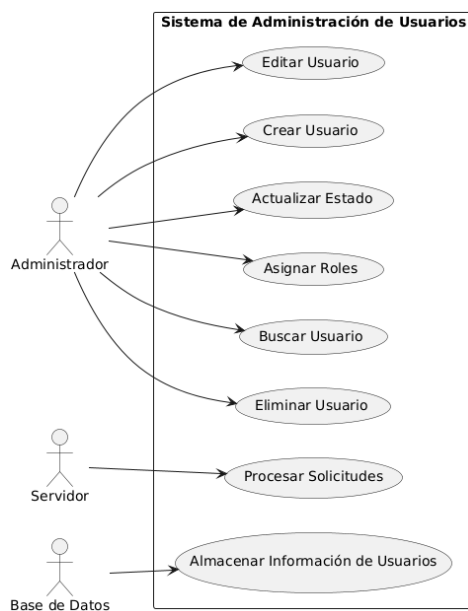 Sistema de Administración de Usuarios
Editar Usuario
Crear Usuario
Actualizar Estado
Administrador
Asignar Roles
Buscar Usuario
Eliminar Usuario
Servidor
Procesar Solicitudes
Base de Datos
Almacenar Información de Usuarios